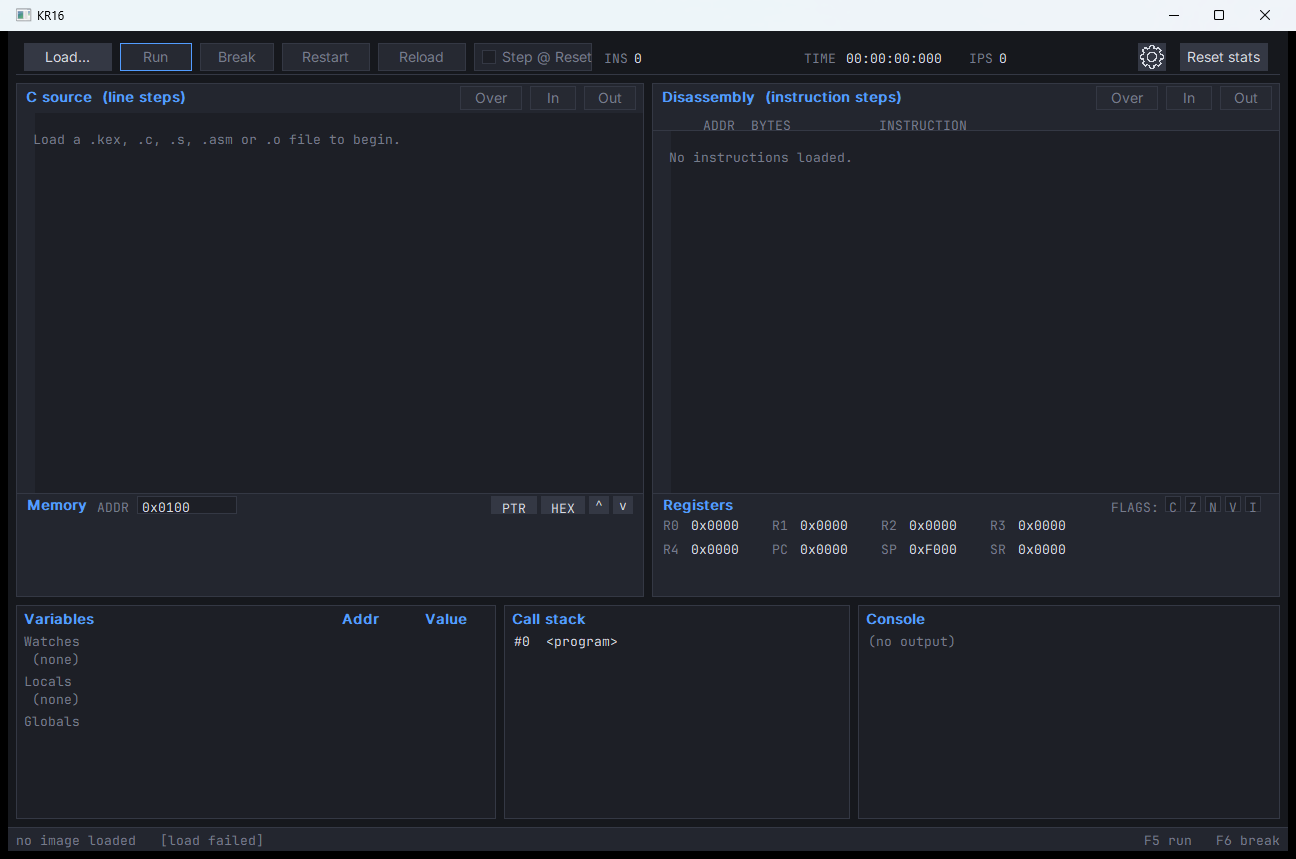 KR16
Load... Run Break Restart Reload Step @ Reset INS 0 TIME 00:00:00:000 IPS 0 Reset stats
C source (line steps) Over In Out
Load a .kex, .c, .s, .asm or .o file to begin.
Disassembly (instruction steps) Over In Out
ADDR BYTES INSTRUCTION
No instructions loaded.
Memory ADDR 0x0100 PTR HEX ^ v
Registers FLAGS: C Z N V I
R0 0x0000 R1 0x0000 R2 0x0000 R3 0x0000
R4 0x0000 PC 0x0000 SP 0xF000 SR 0x0000
Variables Addr Value
Watches
(none)
Locals
(none)
Globals
Call stack
#0 <program>
Console
(no output)
no image loaded [load failed] F5 run F6 break